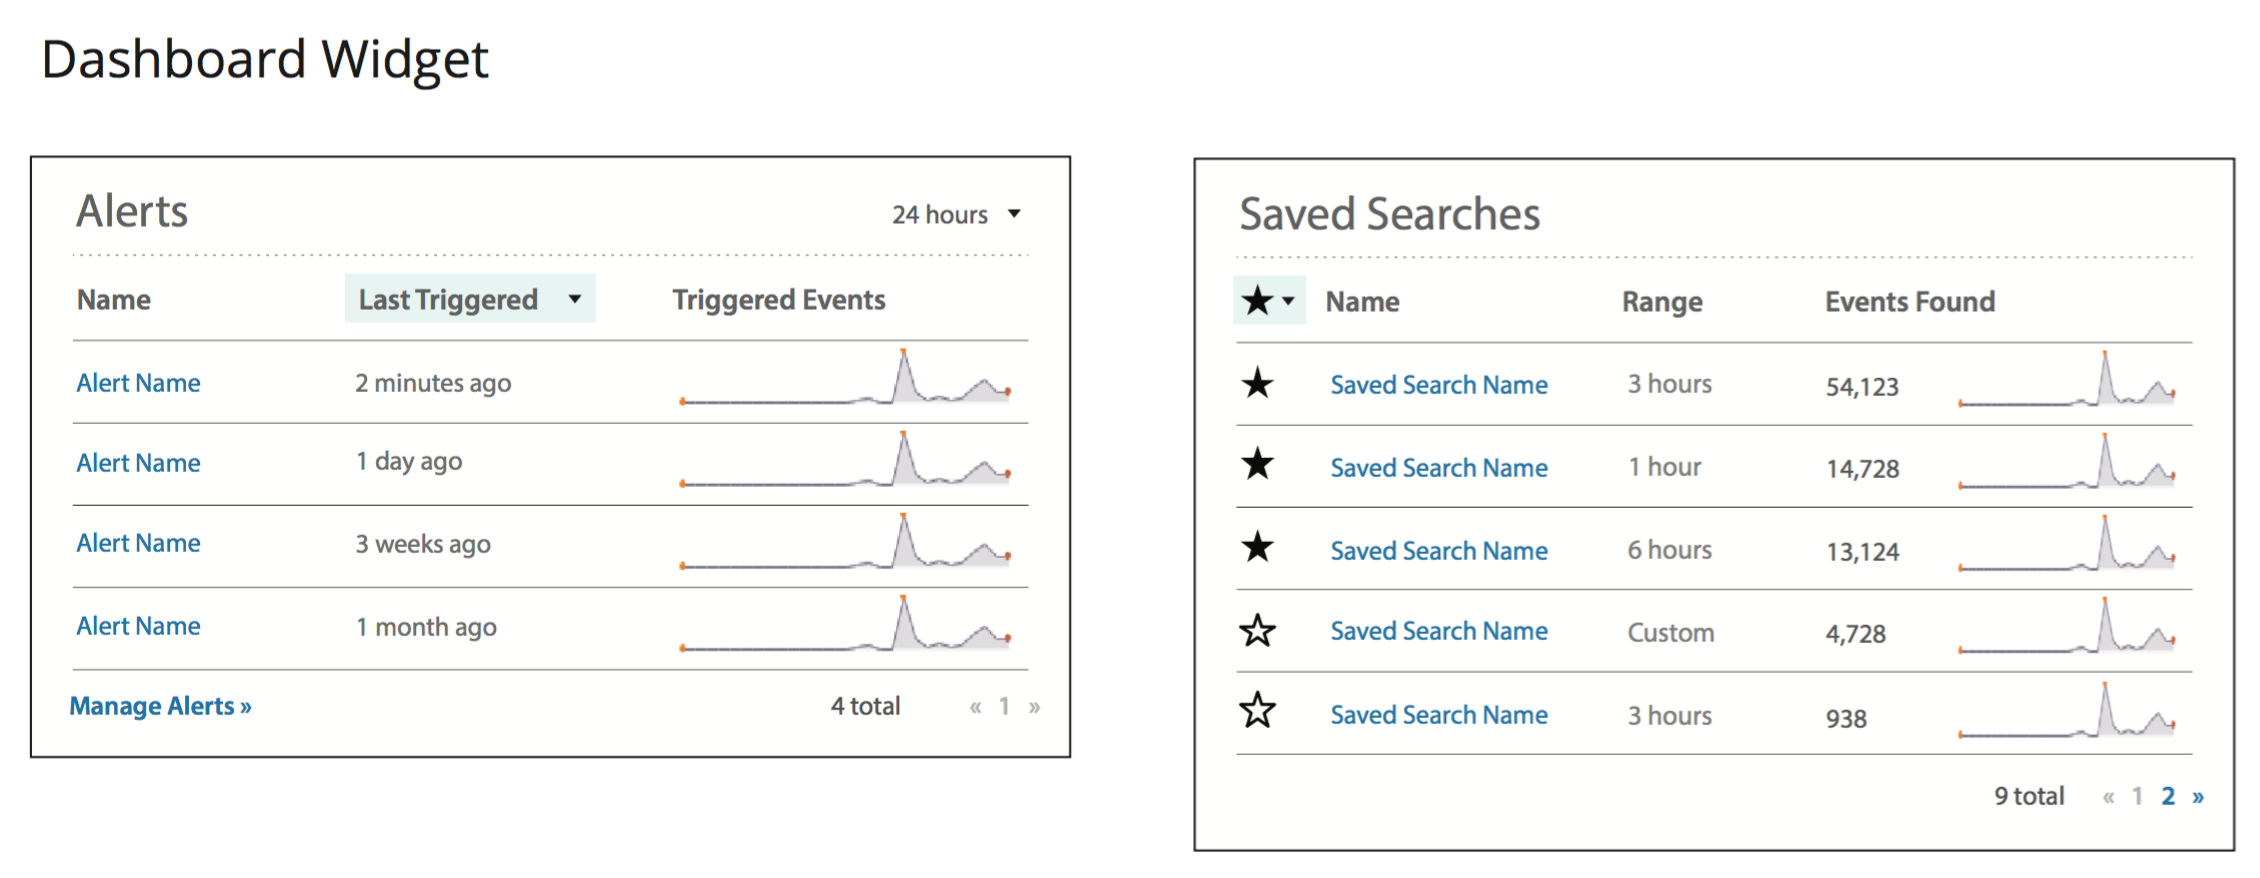 Dashboard Widget
Alerts
24 hours
Name Last Triggered Triggered Events
Alert Name 2 minutes ago
Alert Name 1 day ago
Alert Name 3 weeks ago
Alert Name 1 month ago
Manage Alerts » 4 total « 1 »
Saved Searches
★ Name Range Events Found
★ Saved Search Name 3 hours 54,123
★ Saved Search Name 1 hour 14,728
★ Saved Search Name 6 hours 13,124
☆ Saved Search Name Custom 4,728
☆ Saved Search Name 3 hours 938
9 total « 1 2 »